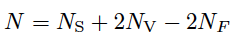 N = N_S + 2N_V − 2N_F